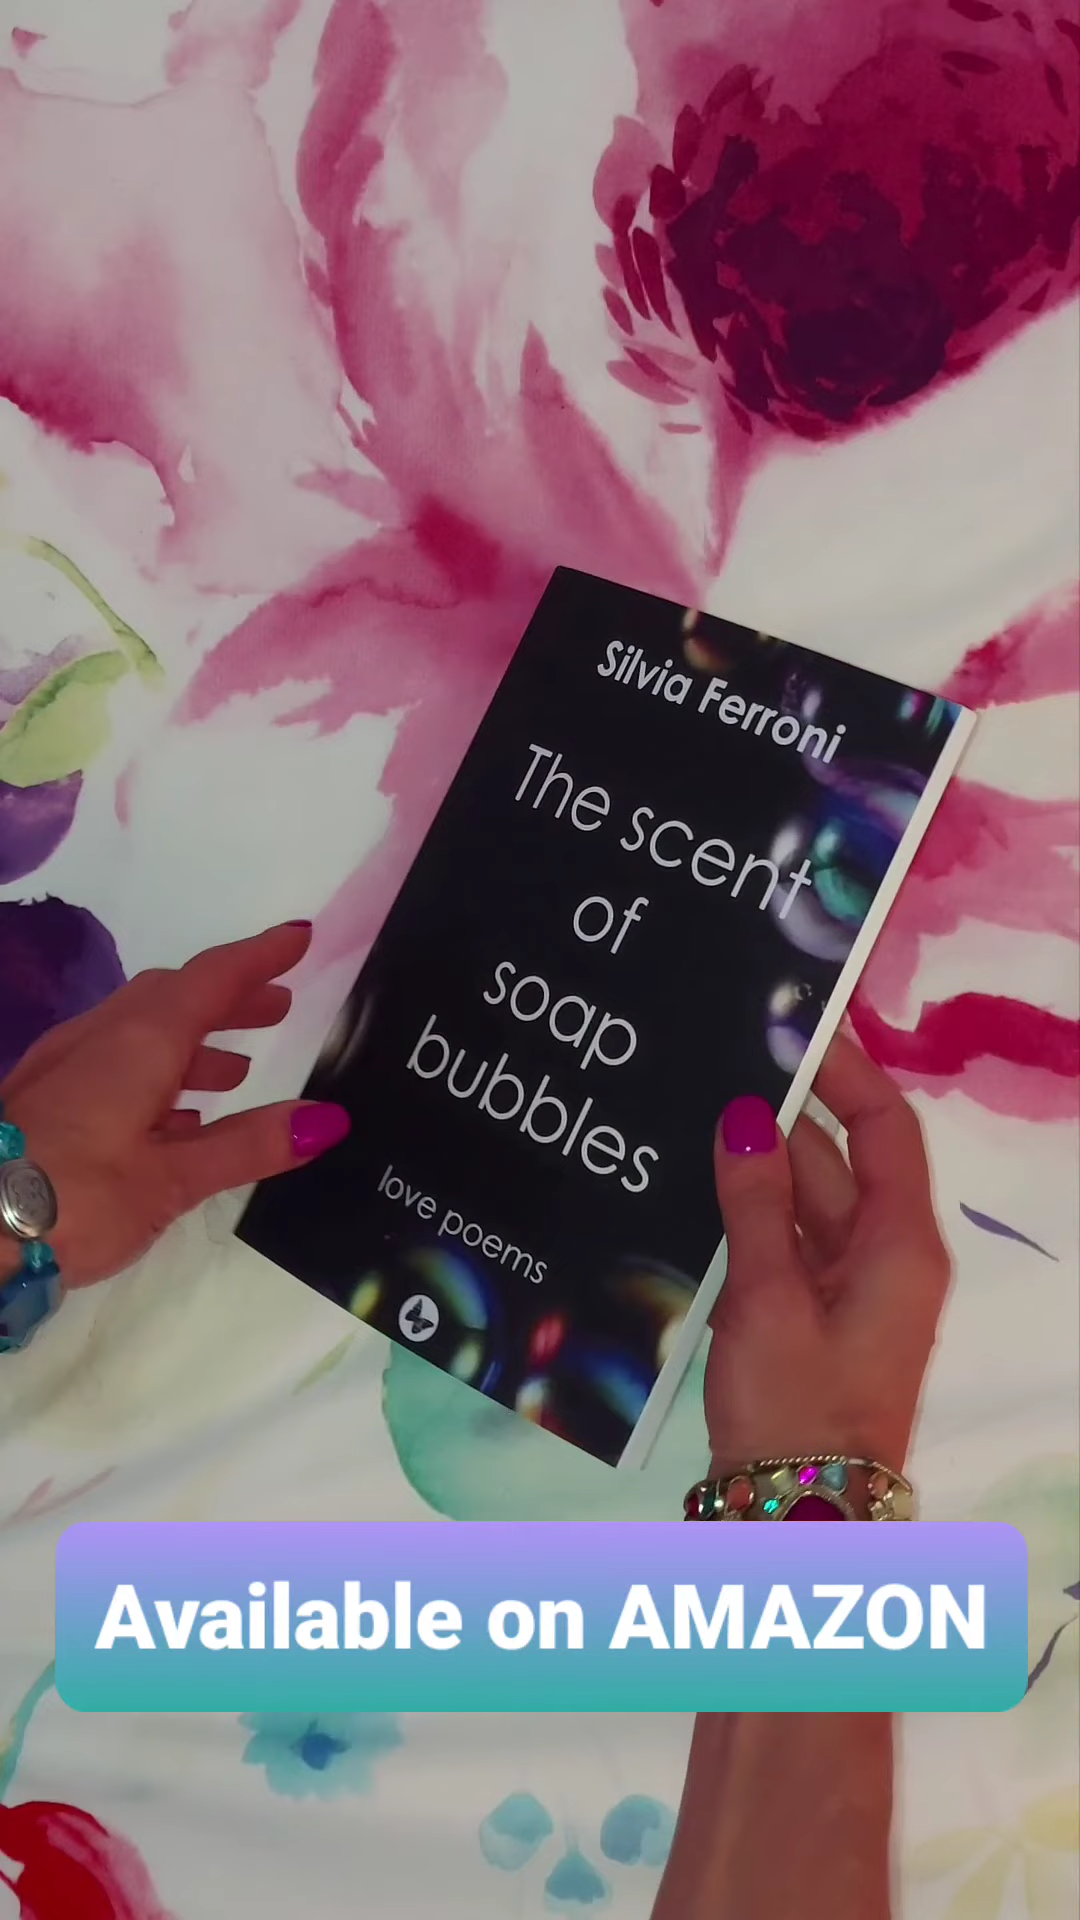 Silvia Ferroni
The scent
of
soap
bubbles
love poems
Available on AMAZON